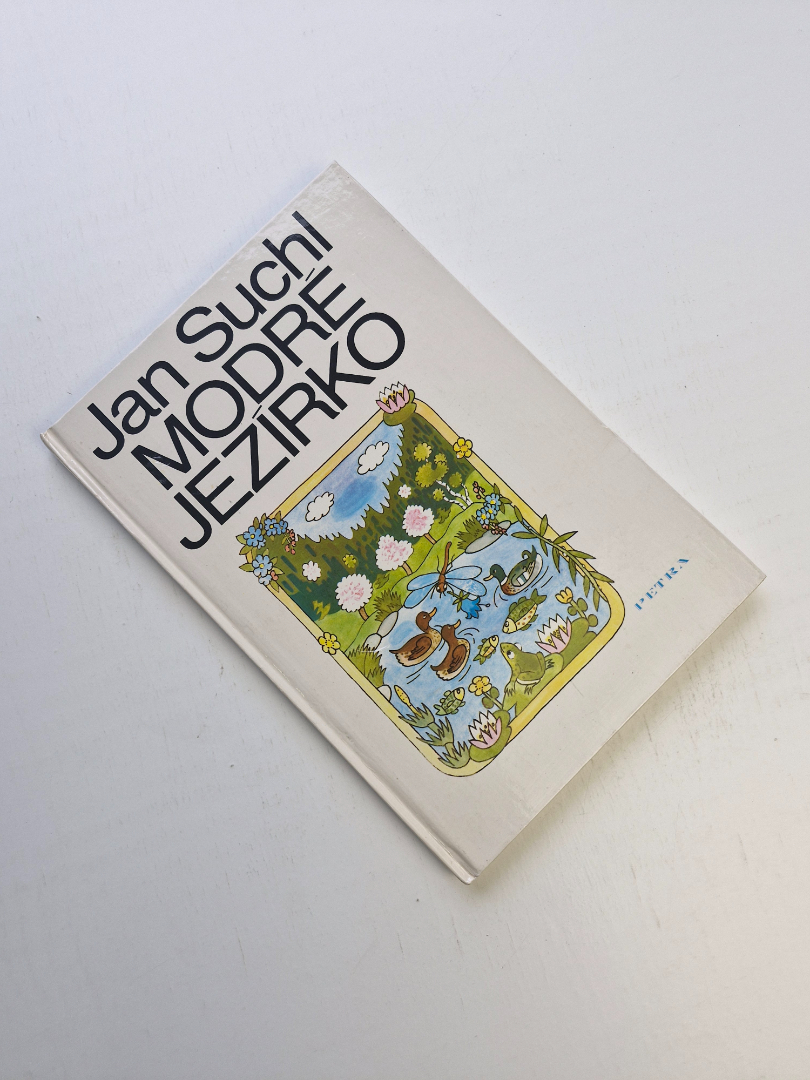 Jan Suchl
MODRÉ
JEZÍRKO
PETRA